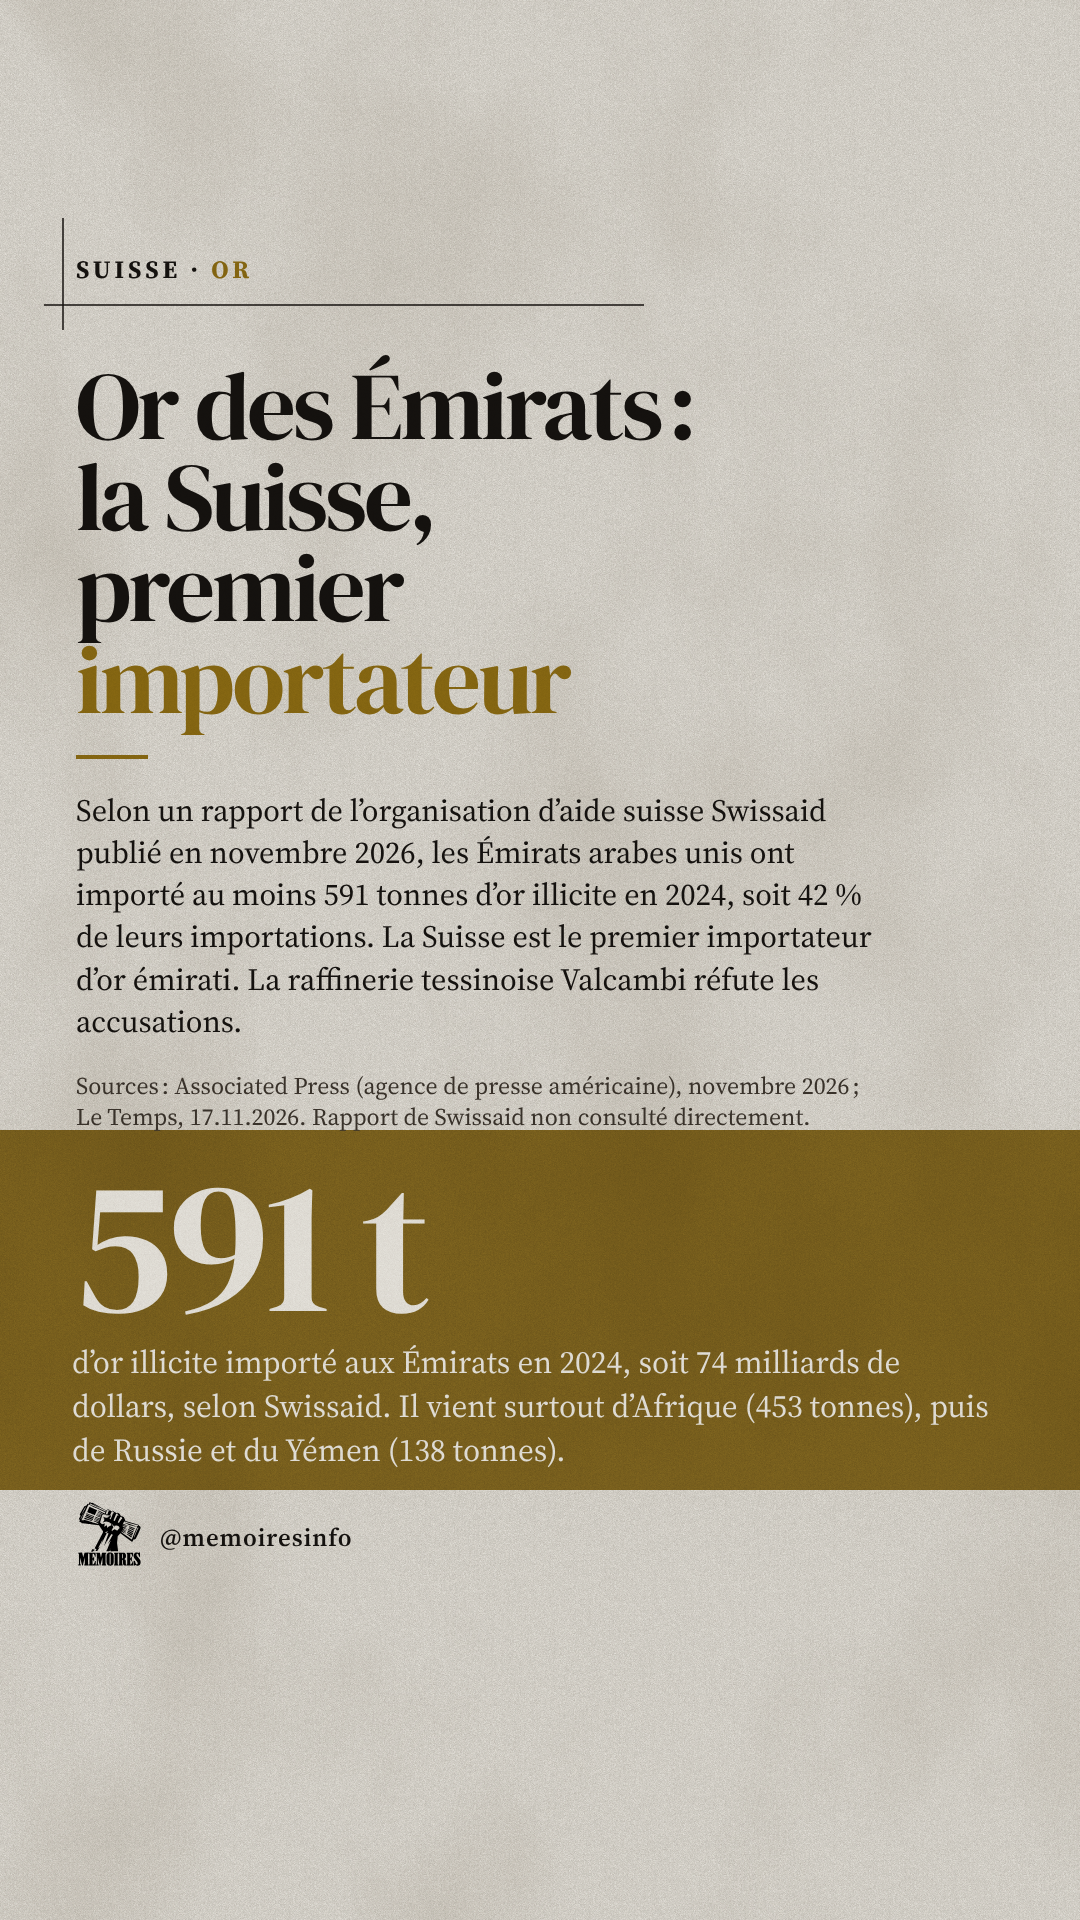 SUISSE · OR
Or des Émirats :
la Suisse,
premier
importateur
Selon un rapport de l’organisation d’aide suisse Swissaid
publié en novembre 2026, les Émirats arabes unis ont
importé au moins 591 tonnes d’or illicite en 2024, soit 42 %
de leurs importations. La Suisse est le premier importateur
d’or émirati. La raffinerie tessinoise Valcambi réfute les
accusations.
Sources : Associated Press (agence de presse américaine), novembre 2026 ;
Le Temps, 17.11.2026. Rapport de Swissaid non consulté directement.
591 t
d’or illicite importé aux Émirats en 2024, soit 74 milliards de
dollars, selon Swissaid. Il vient surtout d’Afrique (453 tonnes), puis
de Russie et du Yémen (138 tonnes).
MÉMOIRES
@memoiresinfo